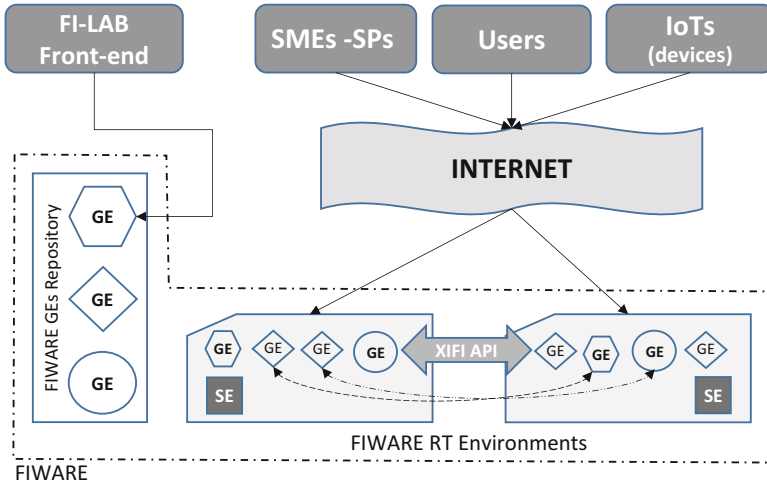 FI-LAB
Front-end
SMEs -SPs
Users
IoTs
(devices)
INTERNET
FIWARE GEs Repository
GE
GE
GE
GE
GE
GE
GE
XIFI API
GE
GE
GE
GE
SE
SE
FIWARE RT Environments
FIWARE